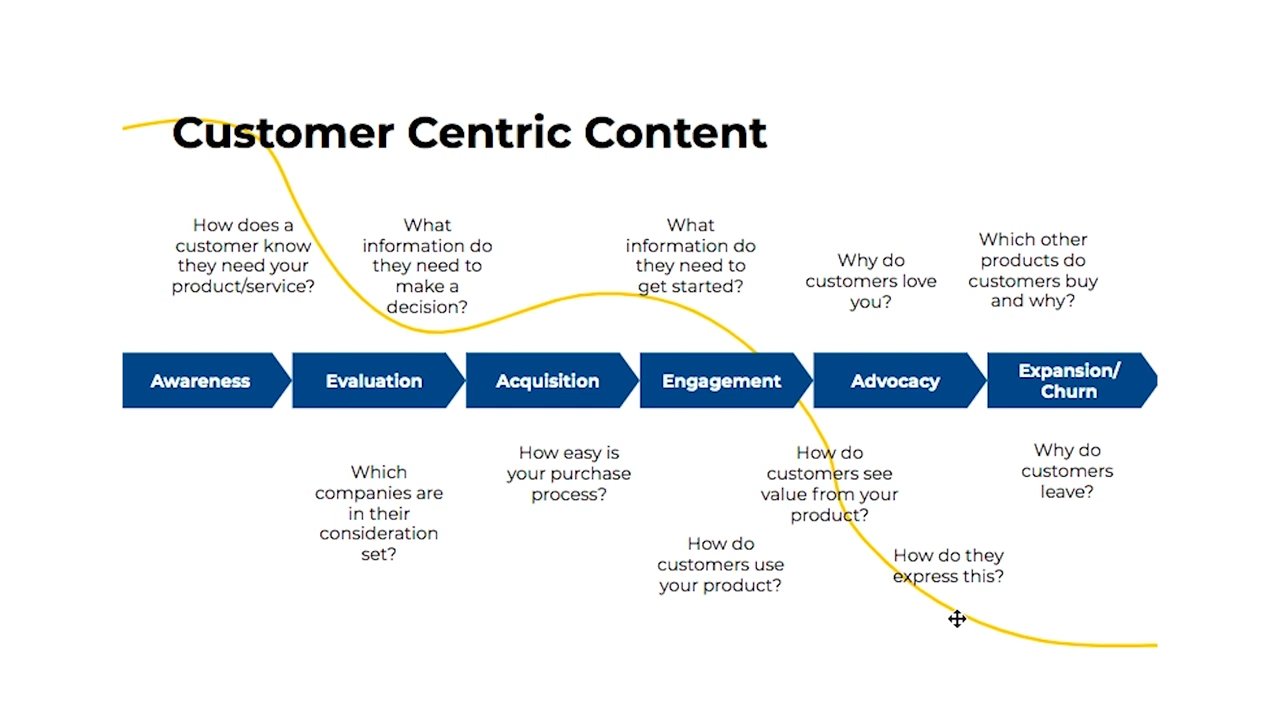 Customer Centric Content
How does a
customer know
they need your
product/service?
What
information do
they need to
make a
decision?
What
information do
they need to
get started?
Why do
customers love
you?
Which other
products do
customers buy
and why?
Awareness
Evaluation
Acquisition
Engagement
Advocacy
Expansion/
Churn
Which
companies are
in their
consideration
set?
How easy is
your purchase
process?
How do
customers use
your product?
How do
customers see
value from your
product?
How do they
express this?
Why do
customers
leave?